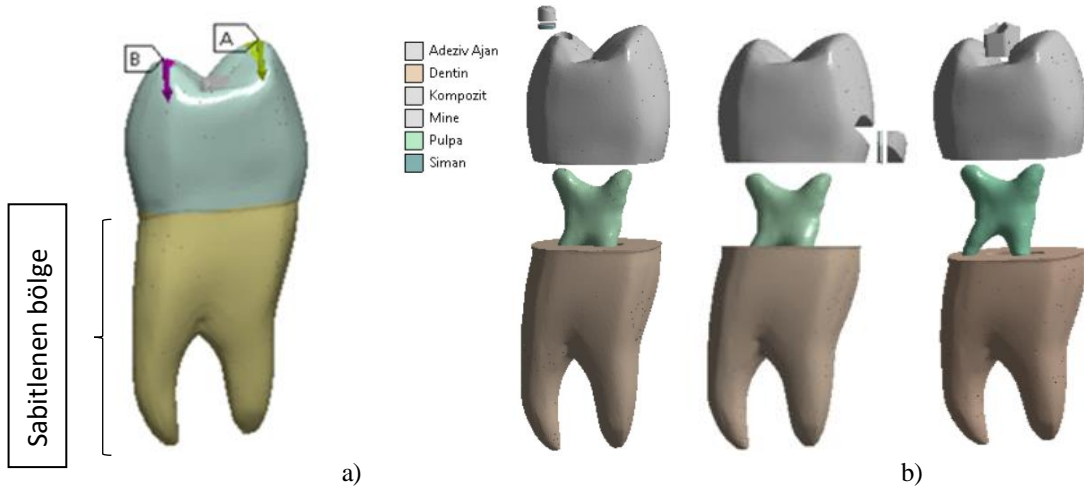 B
A
Sabitlenen bölge
Adeziv Ajan
Dentin
Kompozit
Mine
Pulpa
Siman
a)
b)